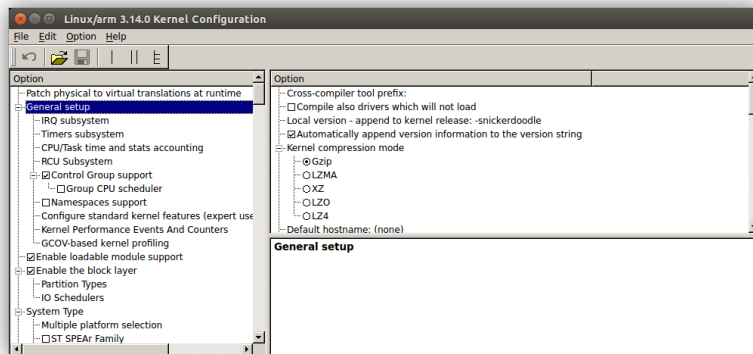 Linux/arm 3.14.0 Kernel Configuration
File Edit Option Help
Option
Patch physical to virtual translations at runtime
General setup
IRQ subsystem
Timers subsystem
CPU/Task time and stats accounting
RCU Subsystem
Control Group support
Group CPU scheduler
Namespaces support
Configure standard kernel features (expert use
Kernel Performance Events And Counters
GCOV-based kernel profiling
Enable loadable module support
Enable the block layer
Partition Types
IO Schedulers
System Type
Multiple platform selection
ST SPEAr Family
Option
Cross-compiler tool prefix:
Compile also drivers which will not load
Local version - append to kernel release: -snickerdoodle
Automatically append version information to the version string
Kernel compression mode
Gzip
LZMA
XZ
LZO
LZ4
Default hostname: (none)
General setup